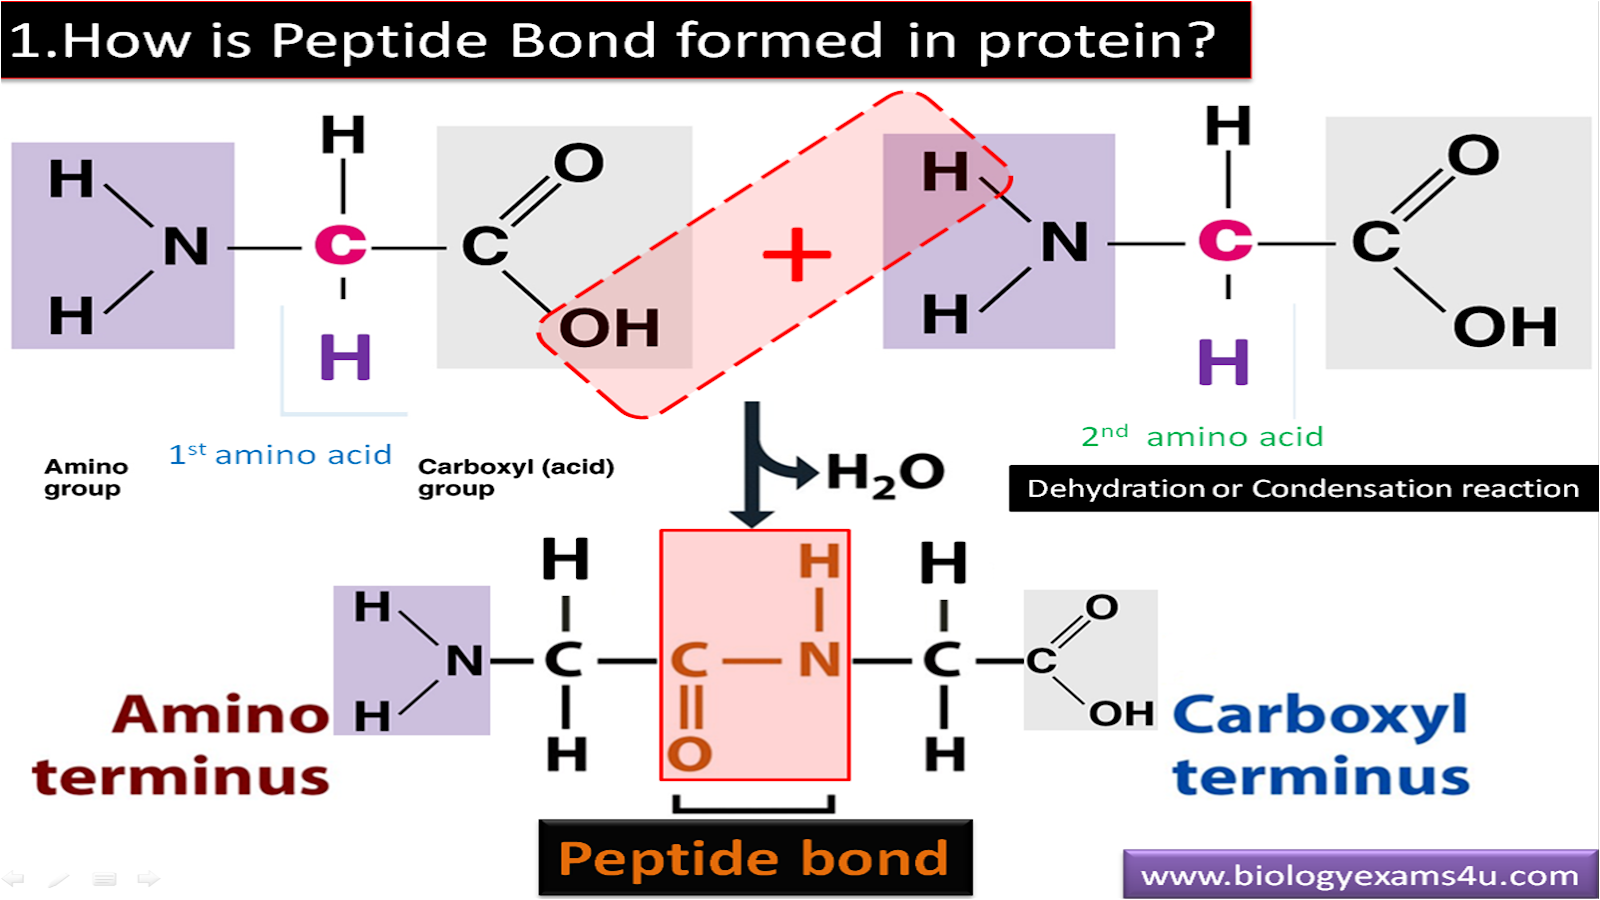 1.How is Peptide Bond formed in protein?
H H O H H O
N C C + N C C
H H OH H H OH
1st amino acid
2nd amino acid
Amino
group
Carboxyl (acid)
group
H2O
Dehydration or Condensation reaction
H H H
H O
N C C N C C
H H O H OH
Amino
terminus
Carboxyl
terminus
Peptide bond
www.biologyexams4u.com